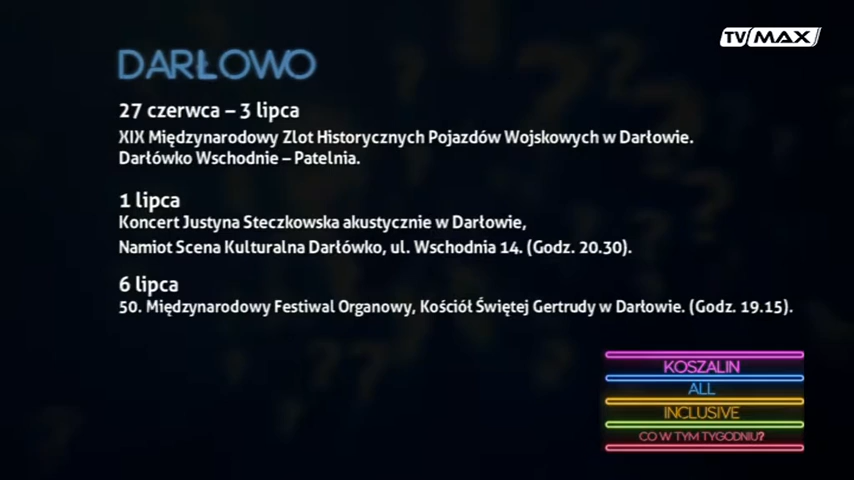 TV MAX
DARŁOWO
27 czerwca – 3 lipca
XIX Międzynarodowy Zlot Historycznych Pojazdów Wojskowych w Darłowie.
Darłówko Wschodnie – Patelnia.
1 lipca
Koncert Justyna Steczkowska akustycznie w Darłowie,
Namiot Scena Kulturalna Darłówko, ul. Wschodnia 14. (Godz. 20.30).
6 lipca
50. Międzynarodowy Festiwal Organowy, Kościół Świętej Gertrudy w Darłowie. (Godz. 19.15).
KOSZALIN
ALL
INCLUSIVE
CO W TYM TYGODNIU?